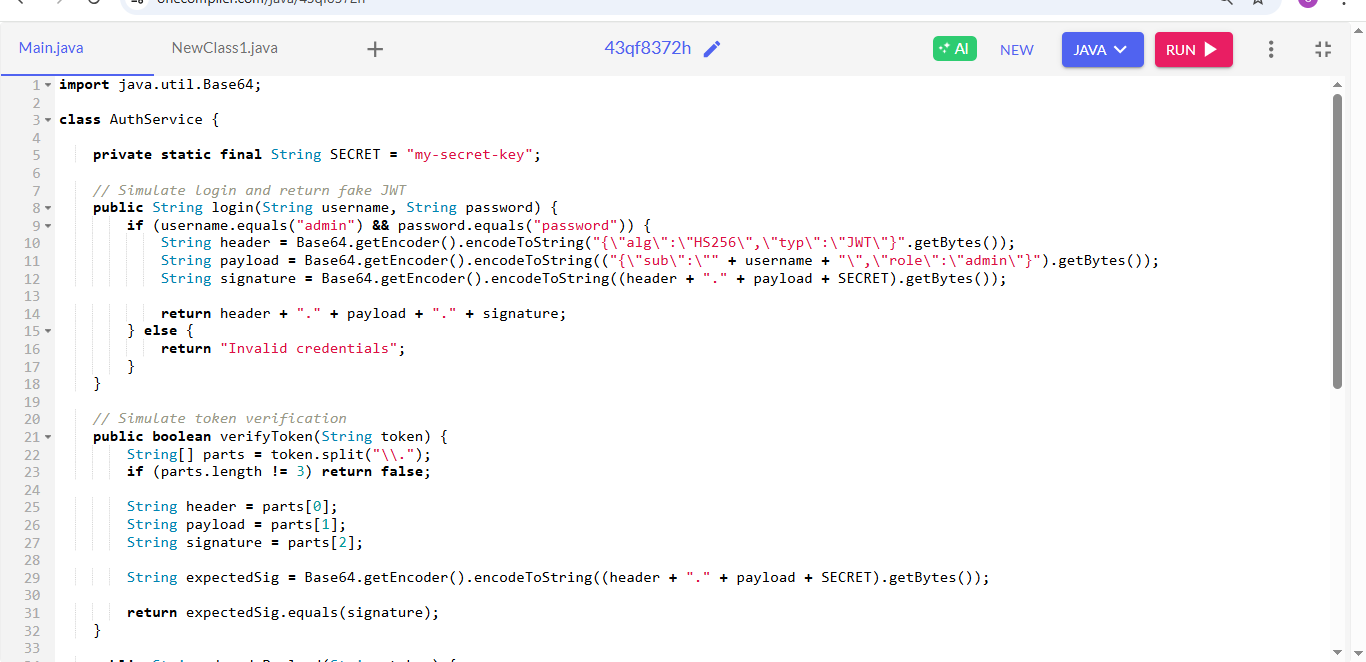 onecompiler.com/java/43qf8372h
Main.java NewClass1.java + 43qf8372h AI NEW JAVA RUN
1 import java.util.Base64;
2
3 class AuthService {
4
5 private static final String SECRET = "my-secret-key";
6
7 // Simulate login and return fake JWT
8 public String login(String username, String password) {
9 if (username.equals("admin") && password.equals("password")) {
10 String header = Base64.getEncoder().encodeToString("{\"alg\":\"HS256\",\"typ\":\"JWT\"}".getBytes());
11 String payload = Base64.getEncoder().encodeToString(("{\"sub\":\"" + username + "\",\"role\":\"admin\"}").getBytes());
12 String signature = Base64.getEncoder().encodeToString((header + "." + payload + SECRET).getBytes());
13
14 return header + "." + payload + "." + signature;
15 } else {
16 return "Invalid credentials";
17 }
18 }
19
20 // Simulate token verification
21 public boolean verifyToken(String token) {
22 String[] parts = token.split("\\.");
23 if (parts.length != 3) return false;
24
25 String header = parts[0];
26 String payload = parts[1];
27 String signature = parts[2];
28
29 String expectedSig = Base64.getEncoder().encodeToString((header + "." + payload + SECRET).getBytes());
30
31 return expectedSig.equals(signature);
32 }
33